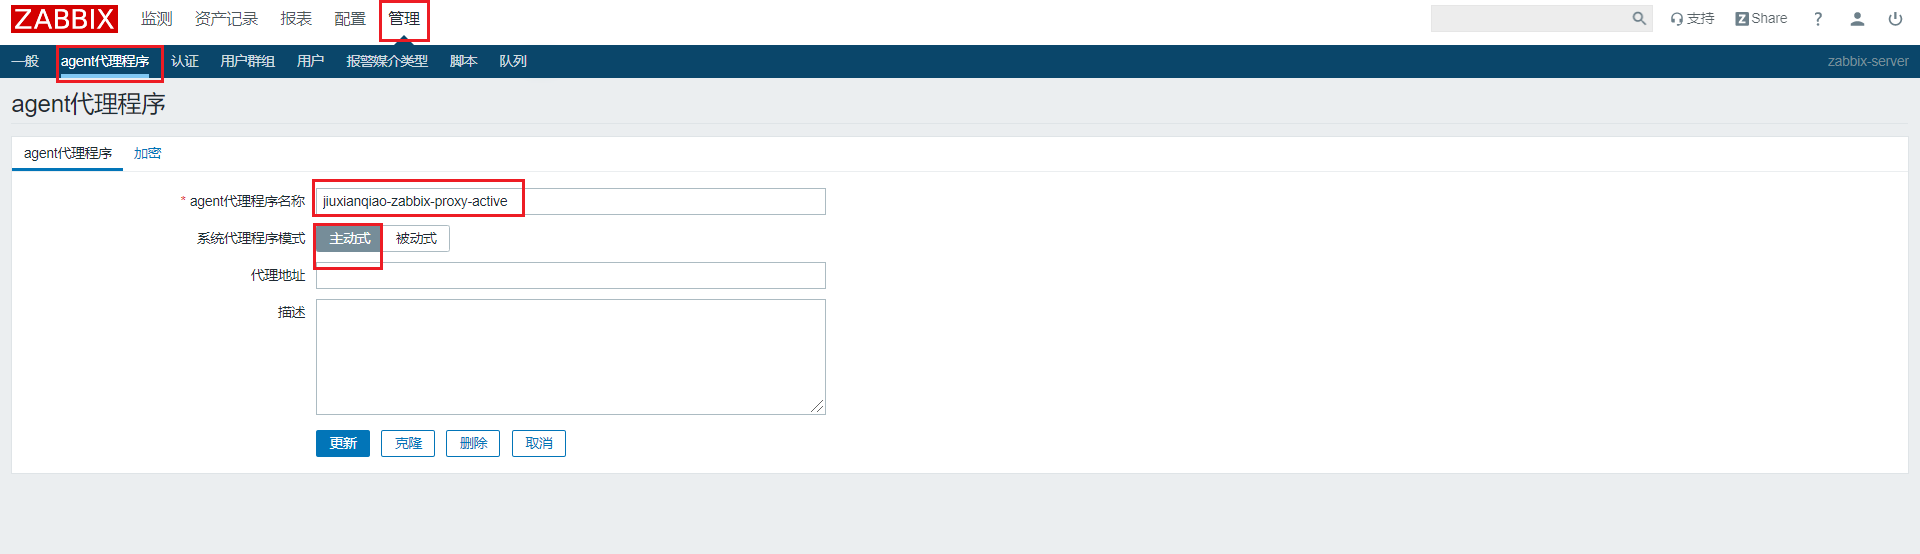 ZABBIX 监测 资产记录 报表 配置 管理 支持 Z Share ?
一般 agent代理程序 认证 用户群组 用户 报警媒介类型 脚本 队列 zabbix-server
agent代理程序
agent代理程序 加密
* agent代理程序名称 jiuxianqiao-zabbix-proxy-active
系统代理程序模式 主动式 被动式
代理地址
描述
更新 克隆 删除 取消